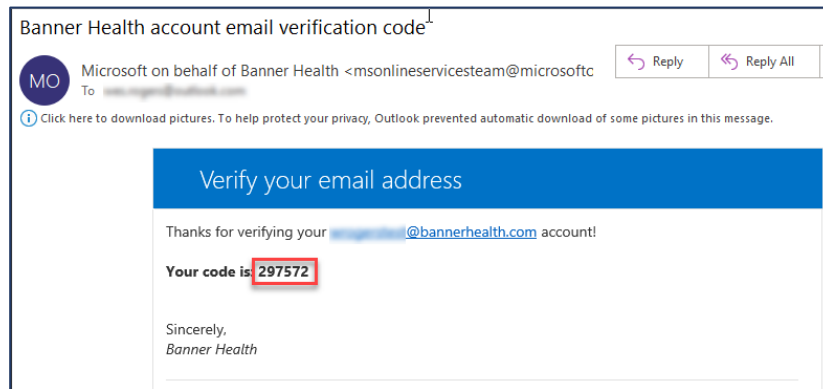 Banner Health account email verification code
Reply
Reply All
MO
Microsoft on behalf of Banner Health <msonlineservicesteam@microsoftc
To
Click here to download pictures. To help protect your privacy, Outlook prevented automatic download of some pictures in this message.
Verify your email address
Thanks for verifying your @bannerhealth.com account!
Your code is: 297572
Sincerely,
Banner Health